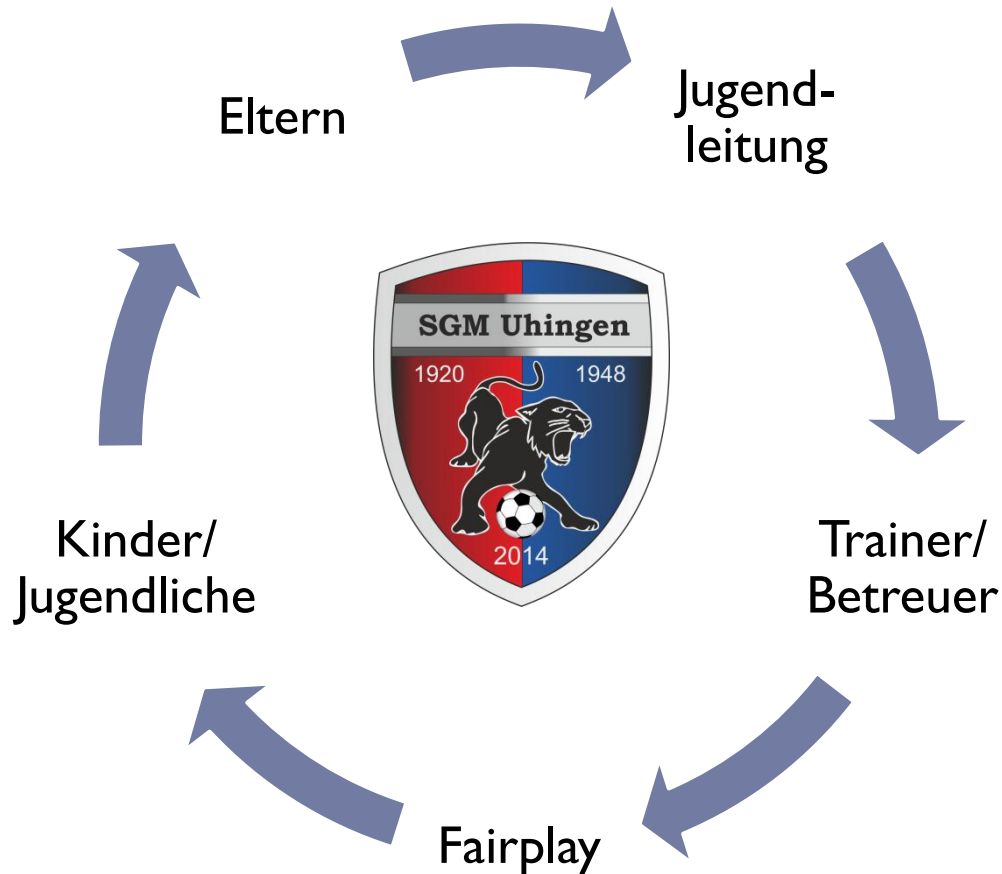 Eltern
Jugend-
leitung
SGM Uhingen
1920
1948
2014
Kinder/
Jugendliche
Trainer/
Betreuer
Fairplay